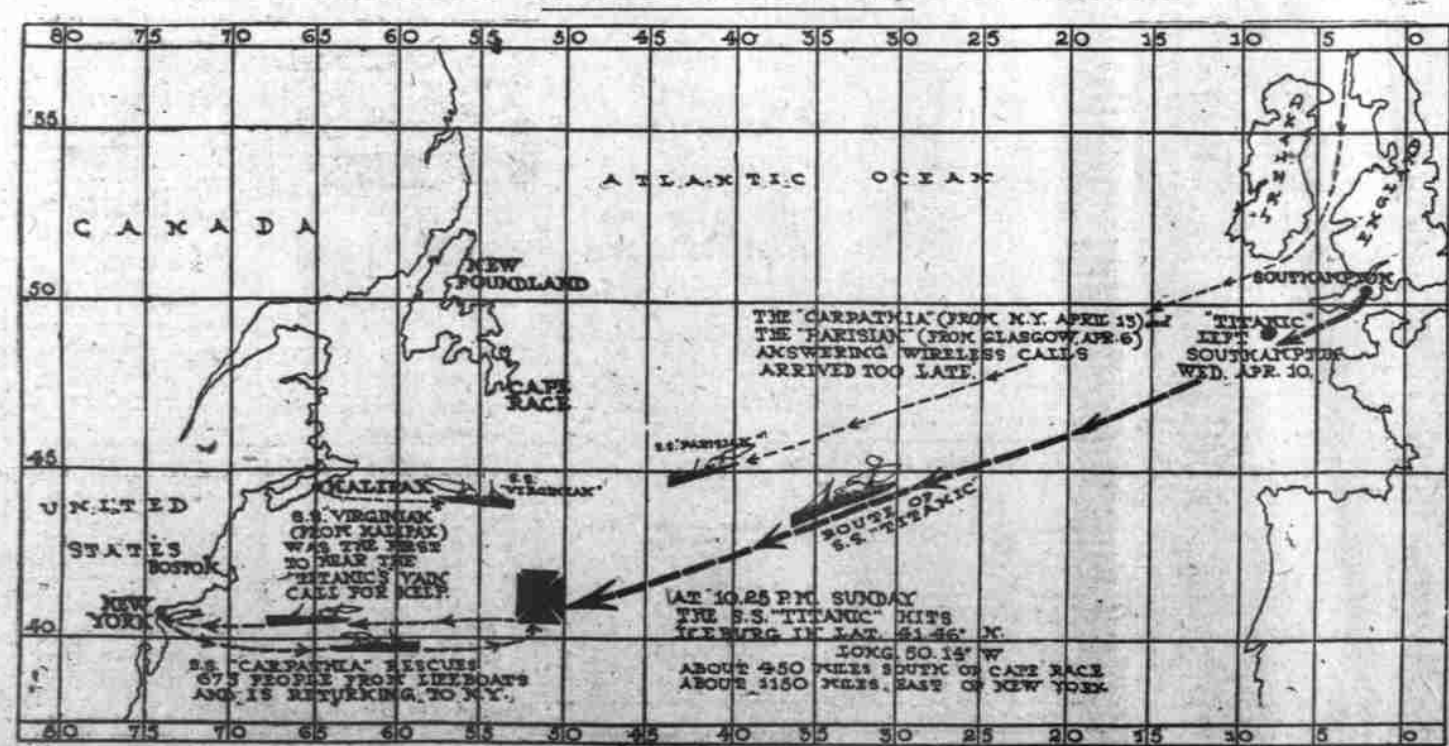 80 75 70 65 60 55 50 45 40 35 30 25 20 15 10 5 0
55
ATLANTIC OCEAN
CANADA
IRELAND
ENGLAND
NEW
FOUNDLAND
50
SOUTHAMPTON
THE "CARPATHIA" (FROM N.Y. APRIL 13)
THE "PARISIAN" (FROM GLASGOW, APR. 6)
ANSWERING WIRELESS CALLS
ARRIVED TOO LATE.
"TITANIC"
LEFT
SOUTHAMPTON
WED. APR. 10.
CAPE
RACE
S.S. "PARISIAN"
45
HALIFAX
S.S.
"VIRGINIAN"
UNITED
STATES
BOSTON
S.S. VIRGINIAN"
(FROM HALIFAX)
WAS THE FIRST
TO HEAR THE
"TITANIC'S VAIN"
CALL FOR HELP.
ROUTE OF
S.S. "TITANIC"
NEW
YORK
AT 10.25 P.M. SUNDAY
THE S.S. "TITANIC" HITS
ICEBURG IN LAT. 41.46° N.
LONG. 50.14° W
ABOUT 450 MILES SOUTH OF CAPE RACE
ABOUT 1150 MILES, EAST OF NEW YORK
40
S.S. "CARPATHIA" RESCUES
675 PEOPLE FROM LIFEBOATS
AND IS RETURNING TO N.Y.
80 75 70 65 60 55 50 45 40 35 30 25 20 15 10 5 0